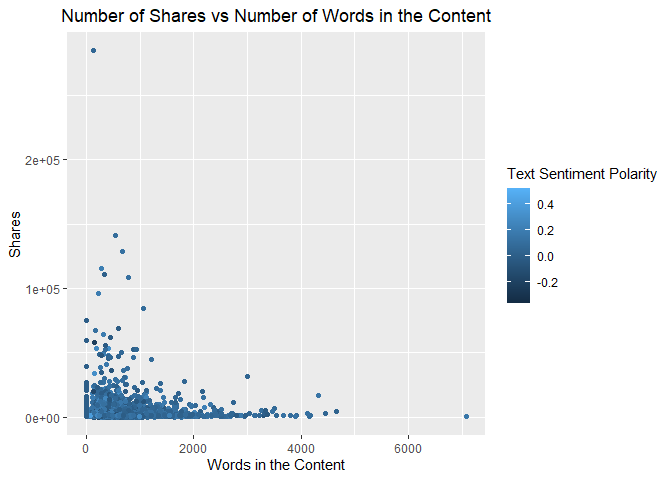 Number of Shares vs Number of Words in the Content
Shares
2e+05
1e+05
0e+00
0
2000
4000
6000
Words in the Content
Text Sentiment Polarity
0.4
0.2
0.0
-0.2